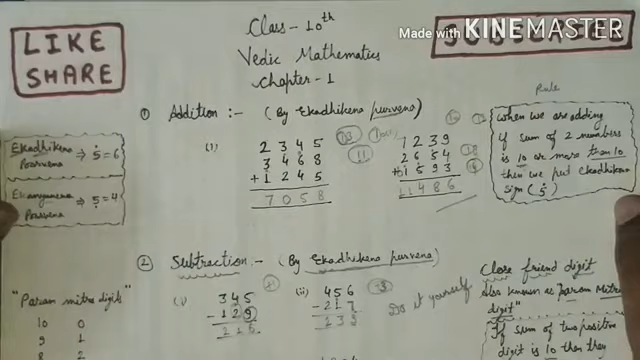 LIKE
SHARE
Class - 10th
Vedic Mathematics
Chapter - 1
Made with KINEMASTER
SUBSCRIBE
① Addition :- (By Ekadhikena purvena)
(i) 2 3 4 5
3 4 6 8
+ 1 2 4 5
7 0 5 8
1 2 3 9
2 6 5 4
+ 1 5 9 3
11 4 8 6
Rule
When we are adding
if sum of 2 numbers
is 10 or more than 10
then we put Ekadhikena
sign (5)
Ekadhikena
Poorvena ⇒ 5 = 6
Ekanyunena
Poorvena ⇒ 5 = 4
② Subtraction :- (By Ekadhikena purvena)
(i) 3 4 5
- 1 2 9
2 1 6
(ii) 4 5 6
- 2 1 7
2 3 9
Do it yourself
Close friend digit
Also known as Param Mitra
digit"
If sum of two positive
digit is 10 then they
"Param mitra digits"
10 0
9 1
8 2